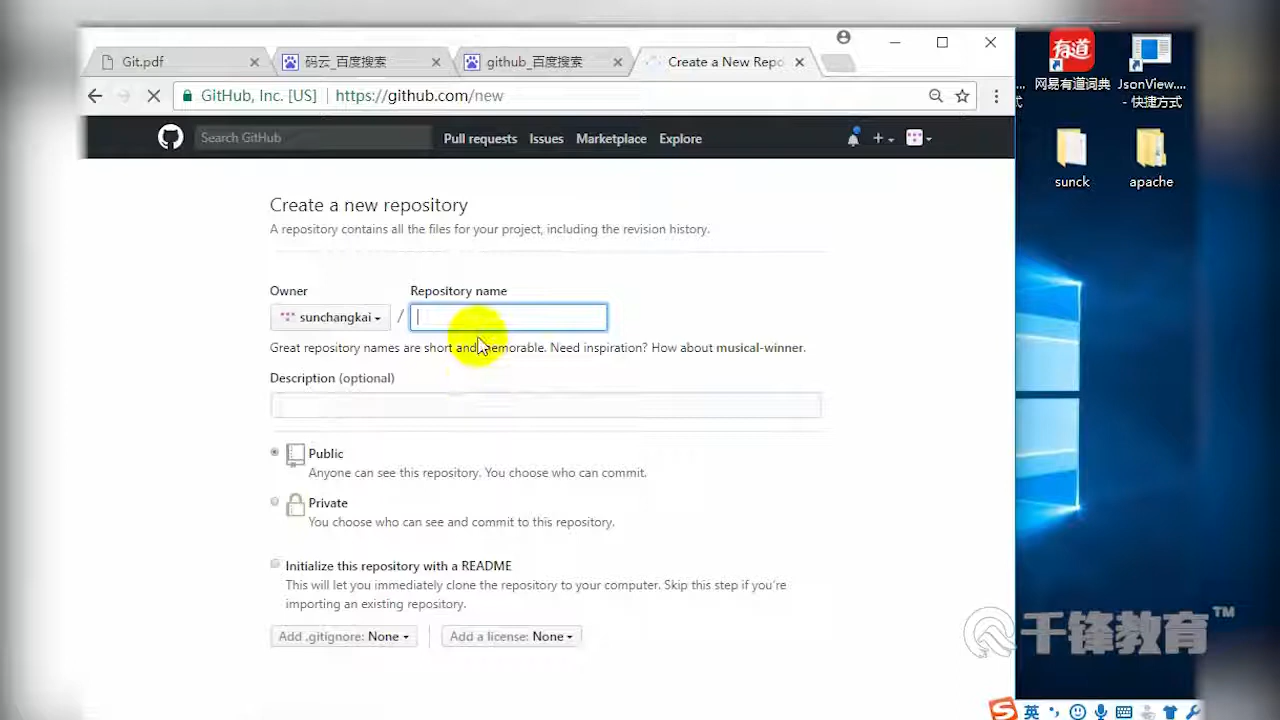 Git.pdf
码云_百度搜索
github_百度搜索
Create a New Repo
GitHub, Inc. [US]
https://github.com/new
Search GitHub
Pull requests
Issues
Marketplace
Explore
Create a new repository
A repository contains all the files for your project, including the revision history.
Owner
Repository name
sunchangkai
/
Great repository names are short and memorable. Need inspiration? How about musical-winner.
Description (optional)
Public
Anyone can see this repository. You choose who can commit.
Private
You choose who can see and commit to this repository.
Initialize this repository with a README
This will let you immediately clone the repository to your computer. Skip this step if you're
importing an existing repository.
Add .gitignore: None
Add a license: None
有道
网易有道词典
JsonView....
- 快捷方式
sunck
apache
千锋教育™
S
英